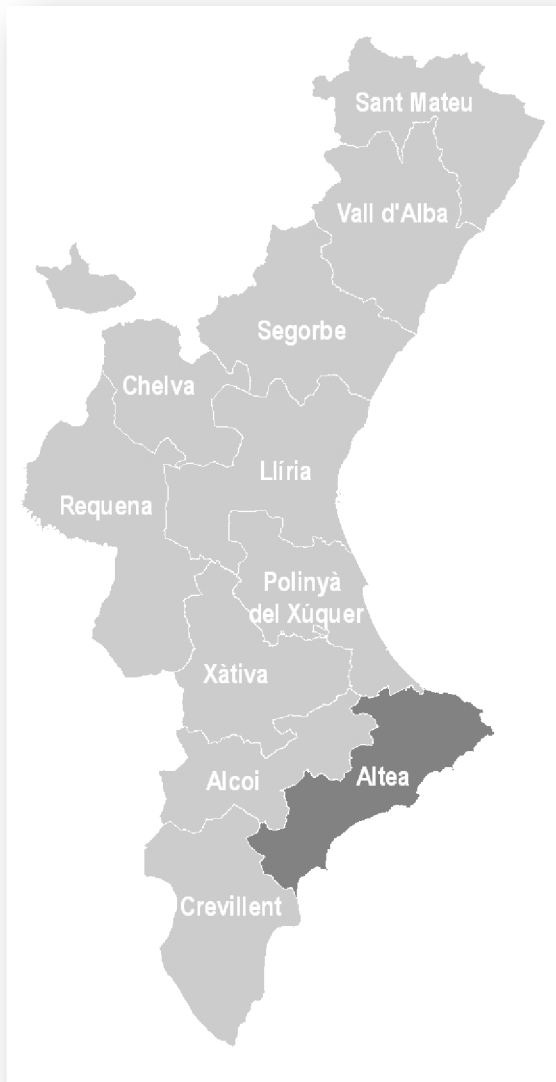 Sant Mateu
Vall d'Alba
Segorbe
Chelva
Llíria
Requena
Polinyà
del Xúquer
Xàtiva
Alcoi
Altea
Crevillent